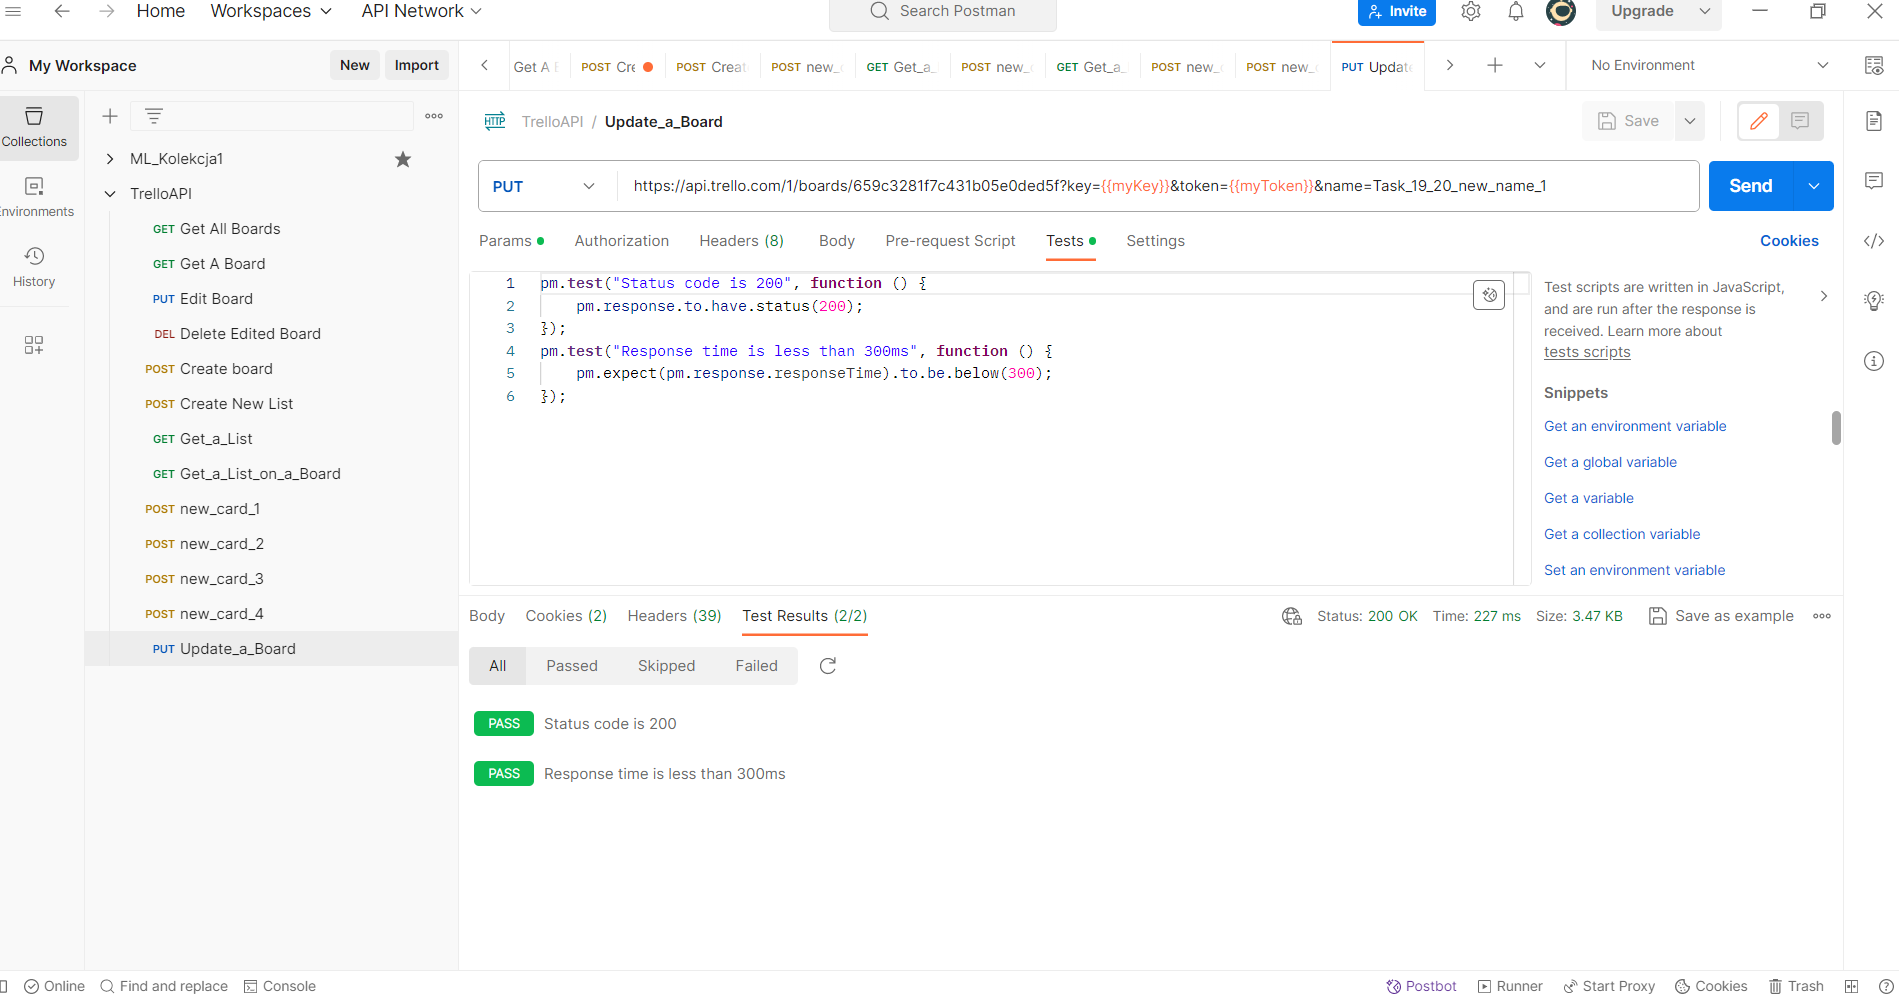 Home Workspaces API Network Search Postman Invite Upgrade
My Workspace New Import
Get A POST Cre POST Creat POST new_ GET Get_a_ POST new_ GET Get_a_ POST new_ POST new_ PUT Updat No Environment
Collections
Environments
History
ML_Kolekcja1
TrelloAPI
GET Get All Boards
GET Get A Board
PUT Edit Board
DEL Delete Edited Board
POST Create board
POST Create New List
GET Get_a_List
GET Get_a_List_on_a_Board
POST new_card_1
POST new_card_2
POST new_card_3
POST new_card_4
PUT Update_a_Board
HTTP TrelloAPI / Update_a_Board Save
PUT https://api.trello.com/1/boards/659c3281f7c431b05e0ded5f?key={{myKey}}&token={{myToken}}&name=Task_19_20_new_name_1 Send
Params Authorization Headers (8) Body Pre-request Script Tests Settings Cookies
1 pm.test("Status code is 200", function () {
2 pm.response.to.have.status(200);
3 });
4 pm.test("Response time is less than 300ms", function () {
5 pm.expect(pm.response.responseTime).to.be.below(300);
6 });
Test scripts are written in JavaScript,
and are run after the response is
received. Learn more about
tests scripts
Snippets
Get an environment variable
Get a global variable
Get a variable
Get a collection variable
Set an environment variable
Body Cookies (2) Headers (39) Test Results (2/2) Status: 200 OK Time: 227 ms Size: 3.47 KB Save as example
All Passed Skipped Failed
PASS Status code is 200
PASS Response time is less than 300ms
Online Find and replace Console Postbot Runner Start Proxy Cookies Trash